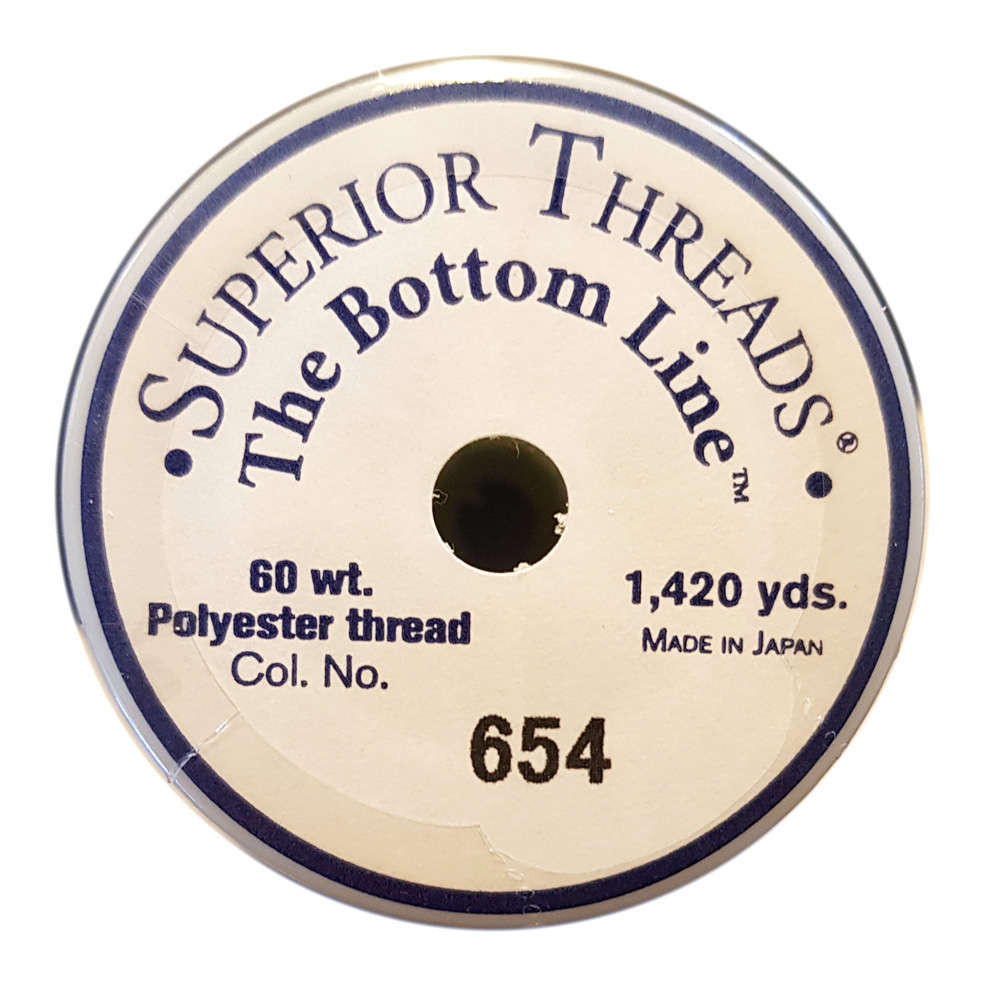 • SUPERIOR THREADS® •
The Bottom Line™
60 wt.
Polyester thread
Col. No.
1,420 yds.
MADE IN JAPAN
654